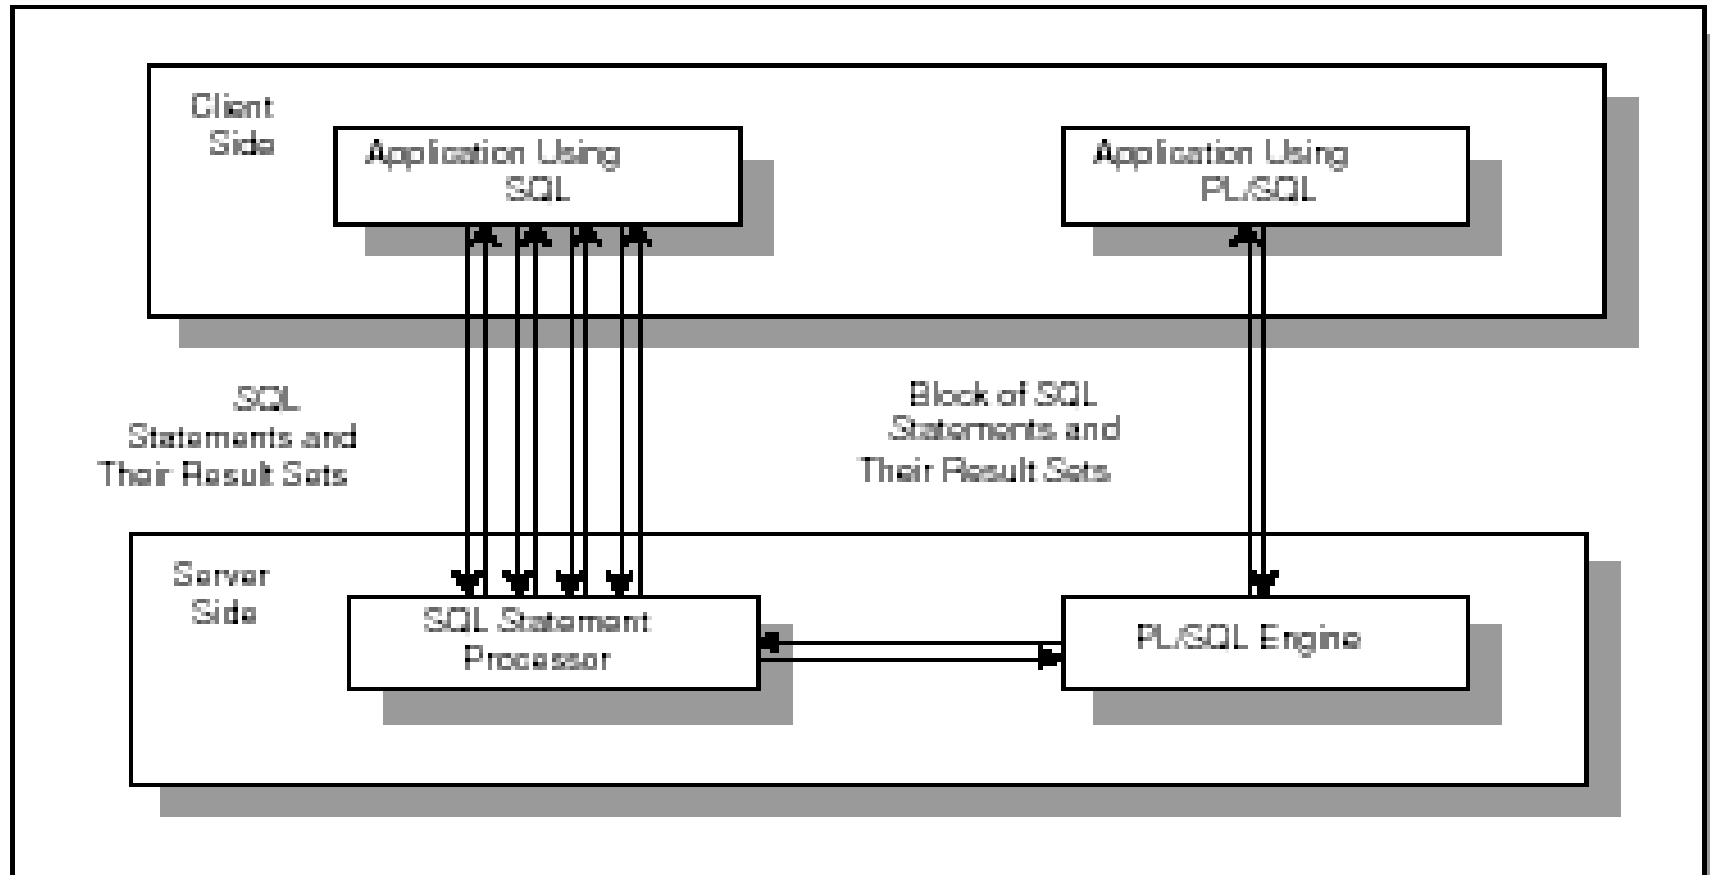 Client
Side
Application Using
SQL
Application Using
PL/SQL
SQL
Statements and
Their Result Sets
Block of SQL
Statements and
Their Result Sets
Server
Side
SQL Statement
Processor
PL/SQL Engine